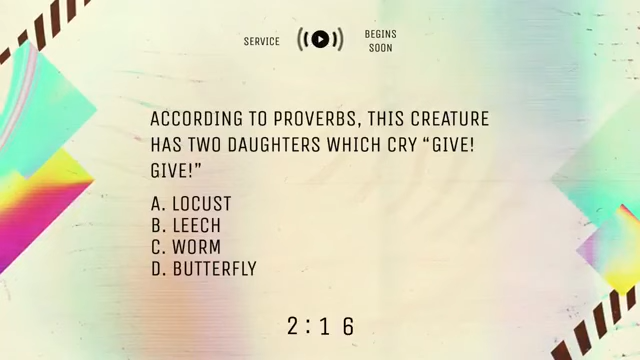 SERVICE
BEGINS
SOON
ACCORDING TO PROVERBS, THIS CREATURE
HAS TWO DAUGHTERS WHICH CRY “GIVE!
GIVE!”
A. LOCUST
B. LEECH
C. WORM
D. BUTTERFLY
2:16